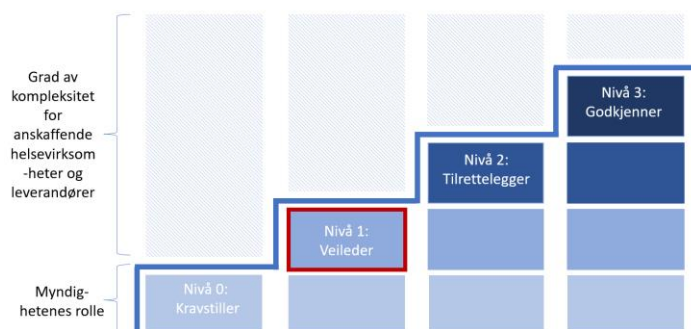 Grad av
kompleksitet
for
anskaffende
helsevirksom
-heter og
leverandører
Myndig-
hetenes rolle
Nivå 0:
Kravstiller
Nivå 1:
Veileder
Nivå 2:
Tilrettelegger
Nivå 3:
Godkjenner